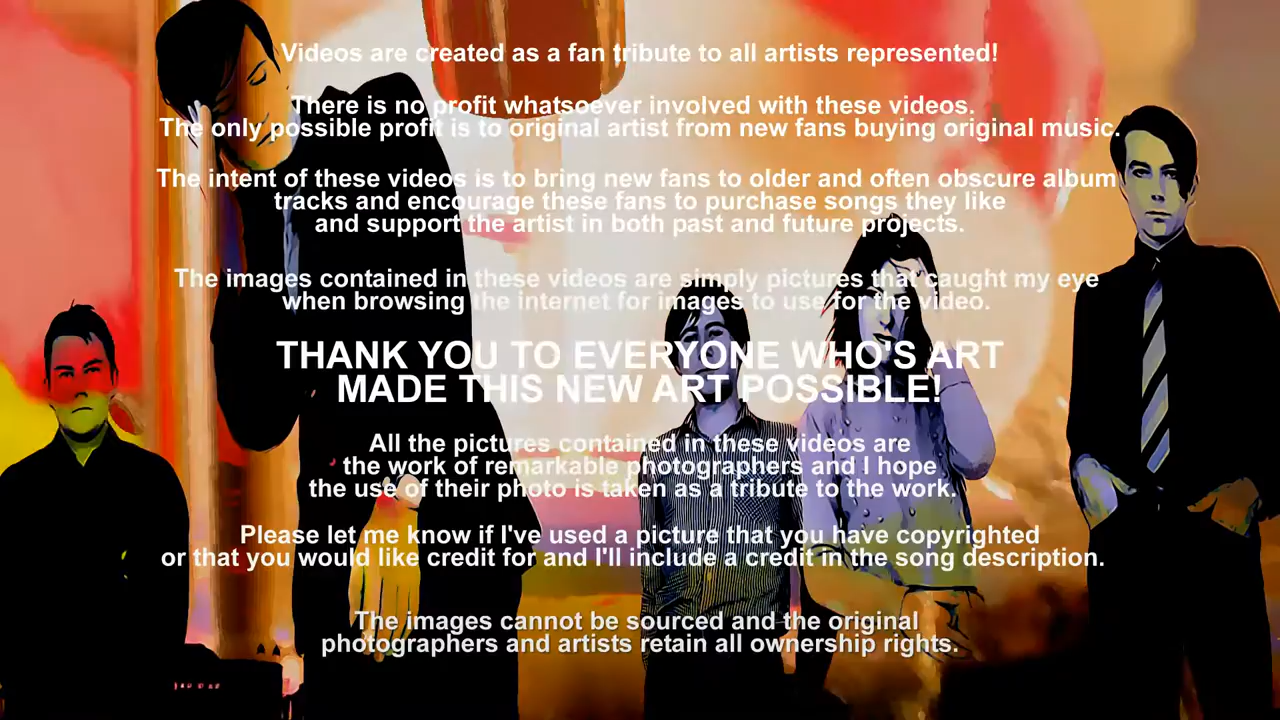 Videos are created as a fan tribute to all artists represented!
There is no profit whatsoever involved with these videos.
The only possible profit is to original artist from new fans buying original music.
The intent of these videos is to bring new fans to older and often obscure album
tracks and encourage these fans to purchase songs they like
and support the artist in both past and future projects.
The images contained in these videos are simply pictures that caught my eye
when browsing the internet for images to use for the video.
THANK YOU TO EVERYONE WHO'S ART
MADE THIS NEW ART POSSIBLE!
All the pictures contained in these videos are
the work of remarkable photographers and I hope
the use of their photo is taken as a tribute to the work.
Please let me know if I've used a picture that you have copyrighted
or that you would like credit for and I'll include a credit in the song description.
The images cannot be sourced and the original
photographers and artists retain all ownership rights.